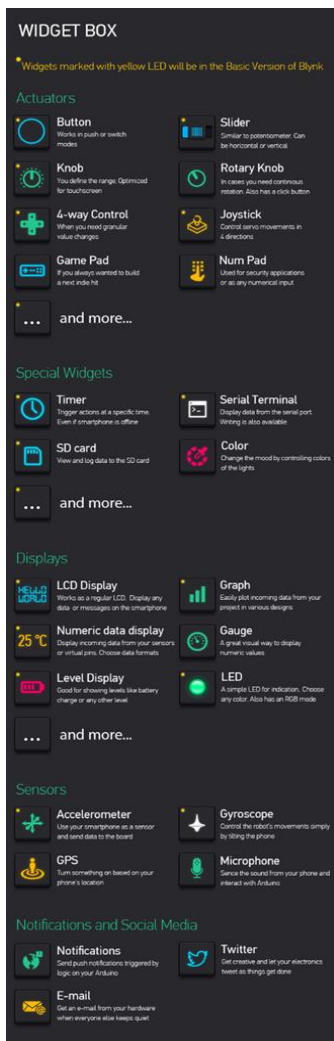 WIDGET BOX
*Widgets marked with yellow LED will be in the Basic Version of Blynk
Actuators
Button
Works in push or switch
modes
Slider
Similar to potentiometer. Can
be horizontal or vertical
Knob
You define the range. Optimized
for touchscreen
Rotary Knob
In cases you need continous
rotation. Also has a click button
4-way Control
When you need granular
value changes
Joystick
Control servo movements in
4 directions
Game Pad
If you always wanted to build
a next indie hit
Num Pad
Used for security applications
or as any numerical input
... and more...
Special Widgets
Timer
Trigger actions at a specific time.
Even if smartphone is offline
Serial Terminal
Display data from the serial port.
Writing is also available
SD card
View and log data to the SD card
Color
Change the mood by controlling colors
of the lights
... and more...
Displays
HELLO
WORLD
LCD Display
Works as a regular LCD. Display any
data or messages on the smartphone
Graph
Easily plot incoming data from your
project in various designs
25 °C
Numeric data display
Display incoming data from your sensors
or virtual pins. Choose data formats
Gauge
A great visual way to display
numeric values
Level Display
Good for showing levels like battery
charge or any other level
LED
A simple LED for indication. Choose
any color. Also has an RGB mode
... and more...
Sensors
Accelerometer
Use your smartphone as a sensor
and send data to the board
Gyroscope
Control the robot's movements simply
by tilting the phone
GPS
Turn something on based on your
phone's location
Microphone
Sence the sound from your phone and
interact with Arduino
Notifications and Social Media
Notifications
Send push notifications triggered by
logic on your Arduino
Twitter
Get creative and let your electronics
tweet as things get done
E-mail
Get an e-mail from your hardware
when everyone else keeps quiet